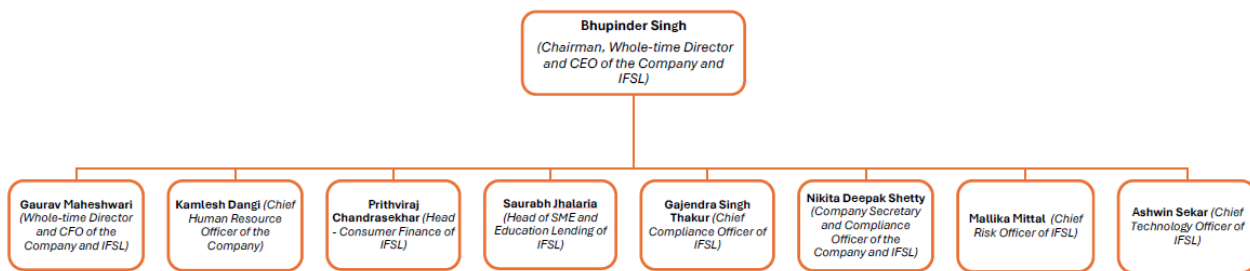 Bhupinder Singh
(Chairman, Whole-time Director
and CEO of the Company and
IFSL)
Gaurav Maheshwari
(Whole-time Director
and CFO of the
Company and IFSL)
Kamlesh Dangi (Chief
Human Resource
Officer of the
Company)
Prithviraj
Chandrasekhar (Head
- Consumer Finance of
IFSL)
Saurabh Jhalaria
(Head of SME and
Education Lending of
IFSL)
Gajendra Singh
Thakur (Chief
Compliance Officer of
IFSL)
Nikita Deepak Shetty
(Company Secretary
and Compliance
Officer of the
Company and IFSL)
Mallika Mittal (Chief
Risk Officer of IFSL)
Ashwin Sekar (Chief
Technology Officer of
IFSL)